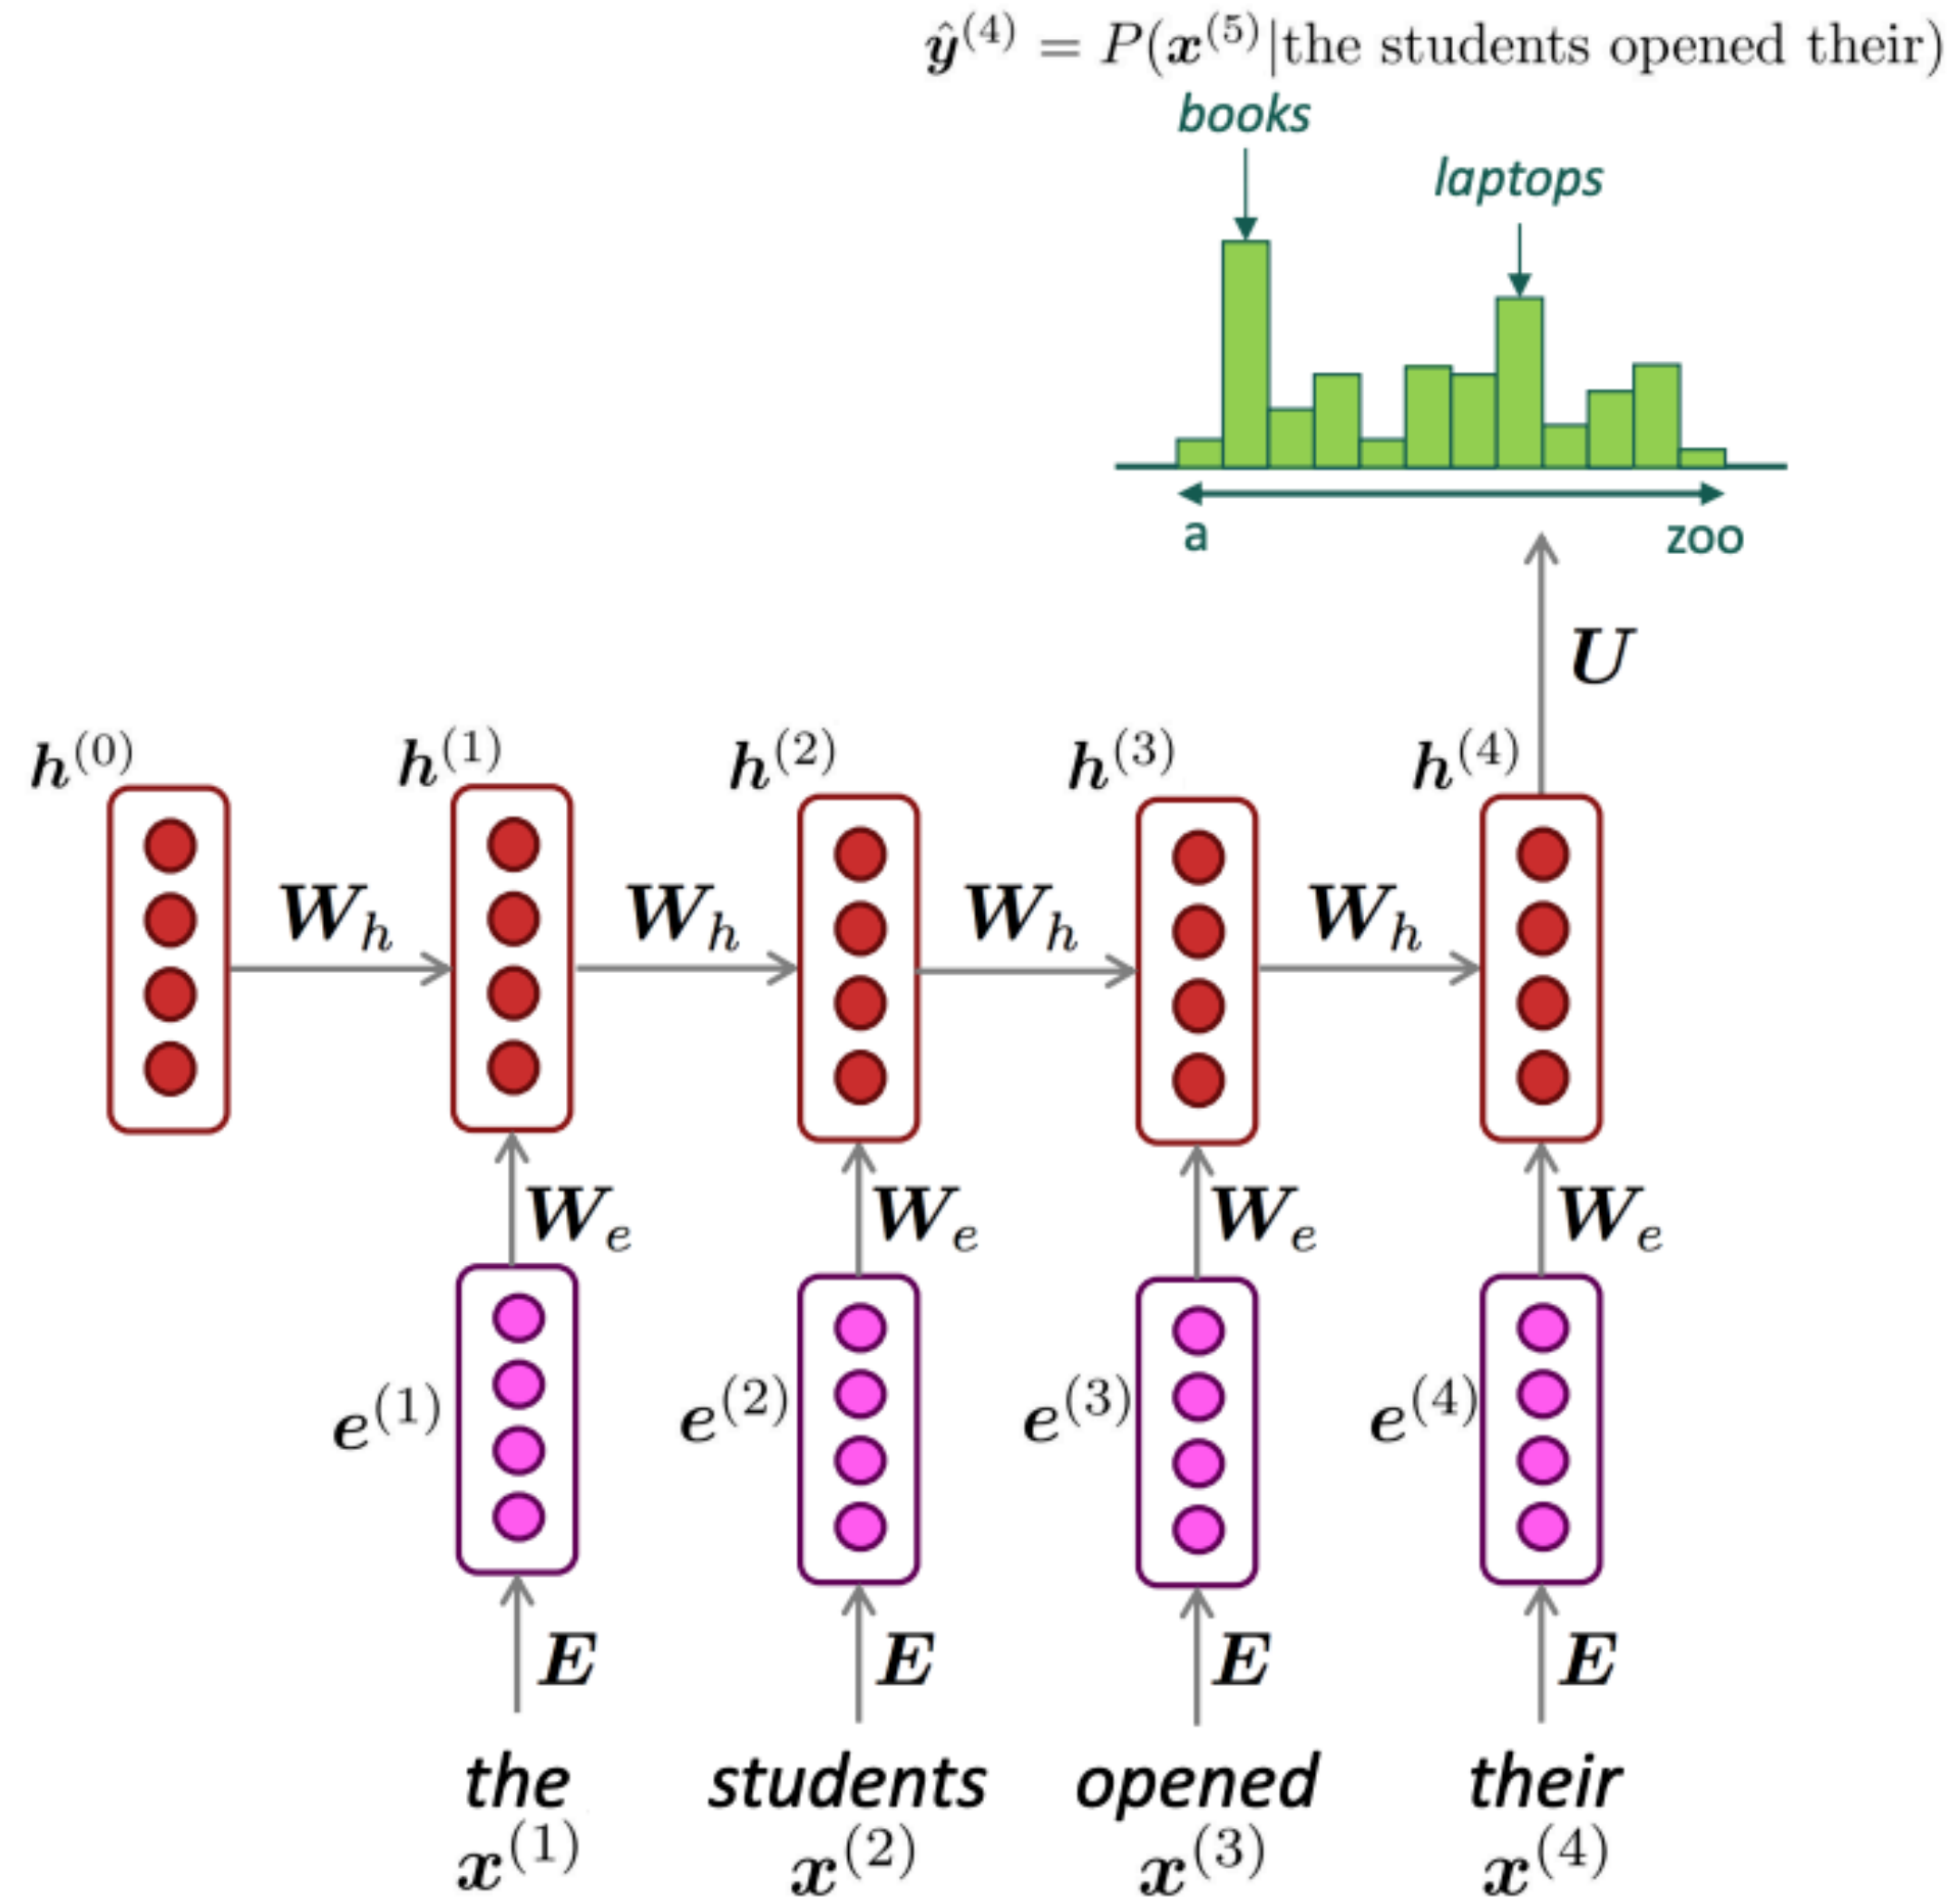 ŷ⁽⁴⁾ = P(x⁽⁵⁾|the students opened their)
books
laptops
a zoo
U
h⁽⁰⁾ h⁽¹⁾ h⁽²⁾ h⁽³⁾ h⁽⁴⁾
W_h W_h W_h W_h
W_e W_e W_e W_e
e⁽¹⁾ e⁽²⁾ e⁽³⁾ e⁽⁴⁾
E E E E
the students opened their
x⁽¹⁾ x⁽²⁾ x⁽³⁾ x⁽⁴⁾